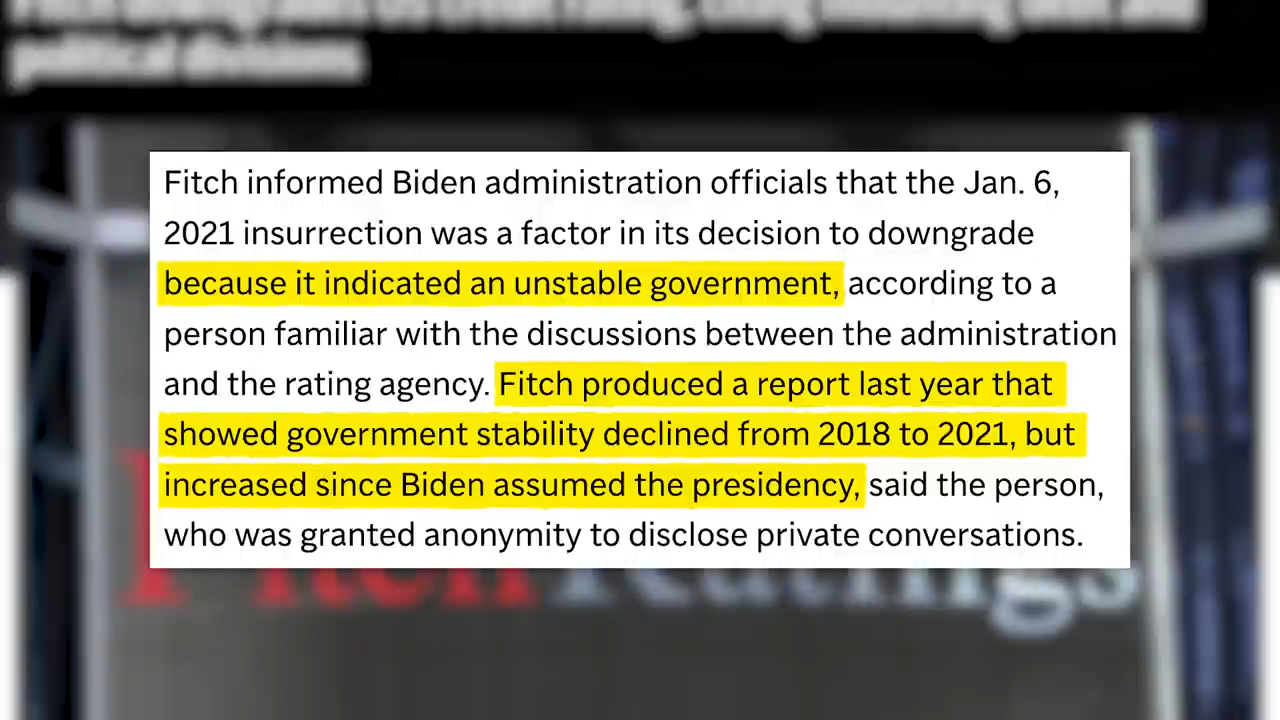 political divisions
Fitch informed Biden administration officials that the Jan. 6,
2021 insurrection was a factor in its decision to downgrade
because it indicated an unstable government, according to a
person familiar with the discussions between the administration
and the rating agency. Fitch produced a report last year that
showed government stability declined from 2018 to 2021, but
increased since Biden assumed the presidency, said the person,
who was granted anonymity to disclose private conversations.
FitchRatings